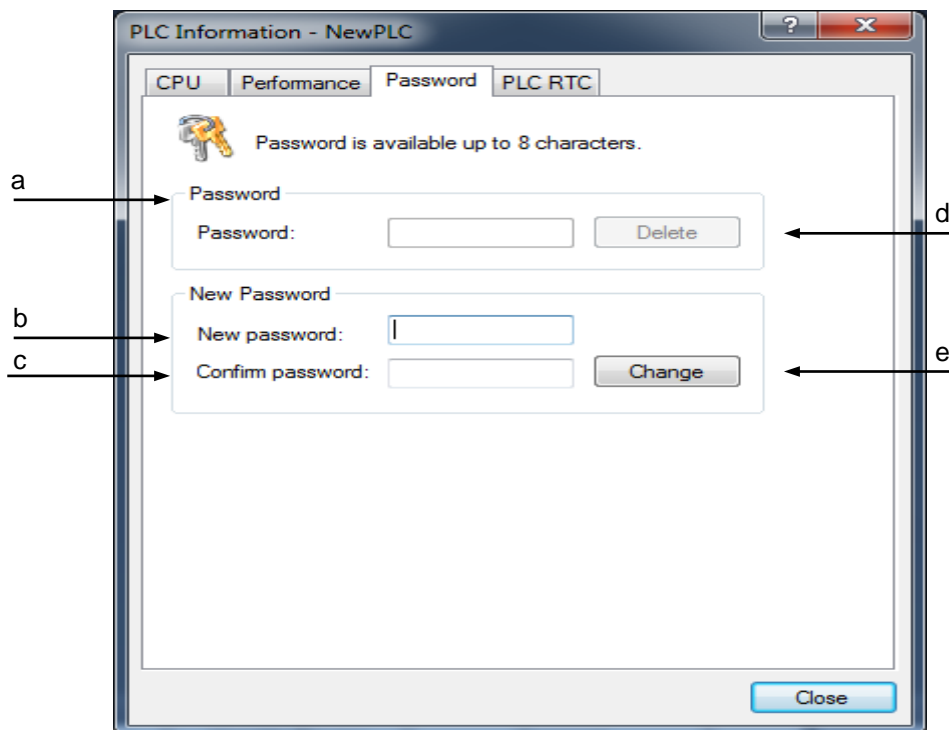 PLC Information - NewPLC
?
x
CPU Performance Password PLC RTC
Password is available up to 8 characters.
a
Password
Password: Delete
d
New Password
b
New password:
c
Confirm password: Change
e
Close